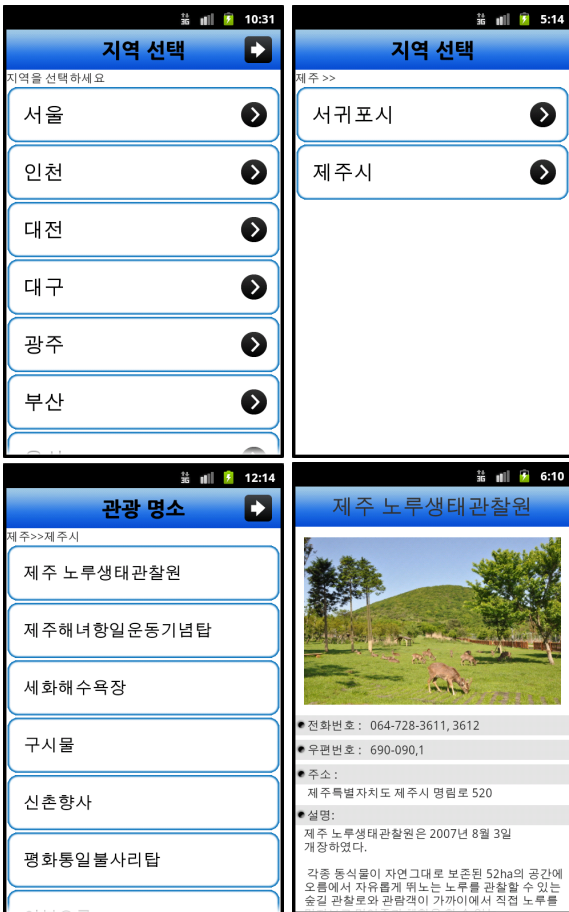 3G 10:31
지역 선택
지역을 선택하세요
서울
인천
대전
대구
광주
부산
3G 5:14
지역 선택
제주 >>
서귀포시
제주시
3G 12:14
관광 명소
제주>>제주시
제주 노루생태관찰원
제주해녀항일운동기념탑
세화해수욕장
구시물
신촌향사
평화통일불사리탑
3G 6:10
제주 노루생태관찰원
전화번호 : 064-728-3611, 3612
우편번호 : 690-090,1
주소 :
제주특별자치도 제주시 명림로 520
설명:
제주 노루생태관찰원은 2007년 8월 3일
개장하였다.
각종 동식물이 자연그대로 보존된 52ha의 공간에
오름에서 자유롭게 뛰노는 노루를 관찰할 수 있는
숲길 관찰로와 관람객이 가까이에서 직접 노루를